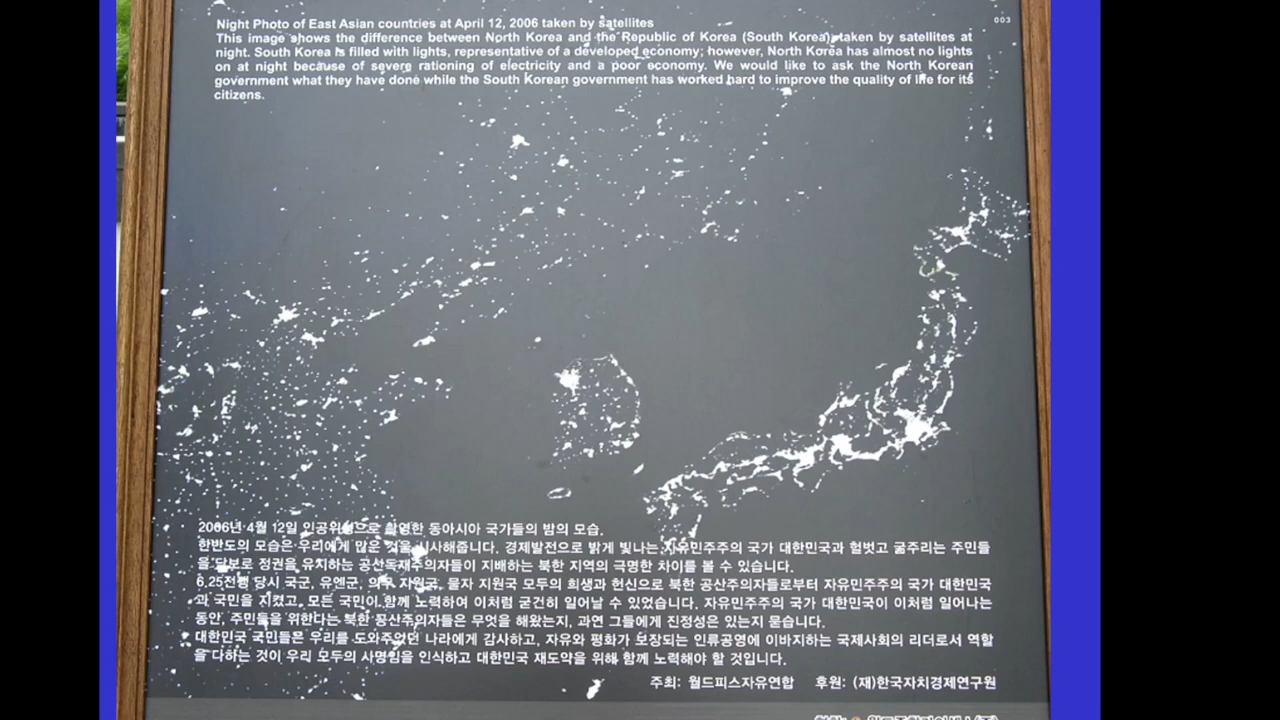 Night Photo of East Asian countries at April 12, 2006 taken by satellites
003
This image shows the difference between North Korea and the Republic of Korea (South Korea) taken by satellites at
night. South Korea is filled with lights, representative of a developed economy; however, North Korea has almost no lights
on at night because of severe rationing of electricity and a poor economy. We would like to ask the North Korean
government what they have done while the South Korean government has worked hard to improve the quality of life for its
citizens.
2006년 4월 12일 인공위성으로 촬영한 동아시아 국가들의 밤의 모습.
한반도의 모습은 우리에게 많은 것을 시사해줍니다. 경제발전으로 밝게 빛나는 자유민주주의 국가 대한민국과 헐벗고 굶주리는 주민들
을 담보로 정권을 유치하는 공산독재주의자들이 지배하는 북한 지역의 극명한 차이를 볼 수 있습니다.
6.25전쟁 당시 국군, 유엔군, 의무 지원국, 물자 지원국 모두의 희생과 헌신으로 북한 공산주의자들로부터 자유민주주의 국가 대한민국
과 국민을 지켰고, 모든 국민이 함께 노력하여 이처럼 굳건히 일어날 수 있었습니다. 자유민주주의 국가 대한민국이 이처럼 일어나는
동안, 주민들을 위한다는 북한 공산주의자들은 무엇을 해왔는지, 과연 그들에게 진정성은 있는지 묻습니다.
대한민국 국민들은 우리를 도와주었던 나라에게 감사하고, 자유와 평화가 보장되는 인류공영에 이바지하는 국제사회의 리더로서 역할
을 다하는 것이 우리 모두의 사명임을 인식하고 대한민국 재도약을 위해 함께 노력해야 할 것입니다.
주최: 월드피스자유연합 후원: (재)한국자치경제연구원